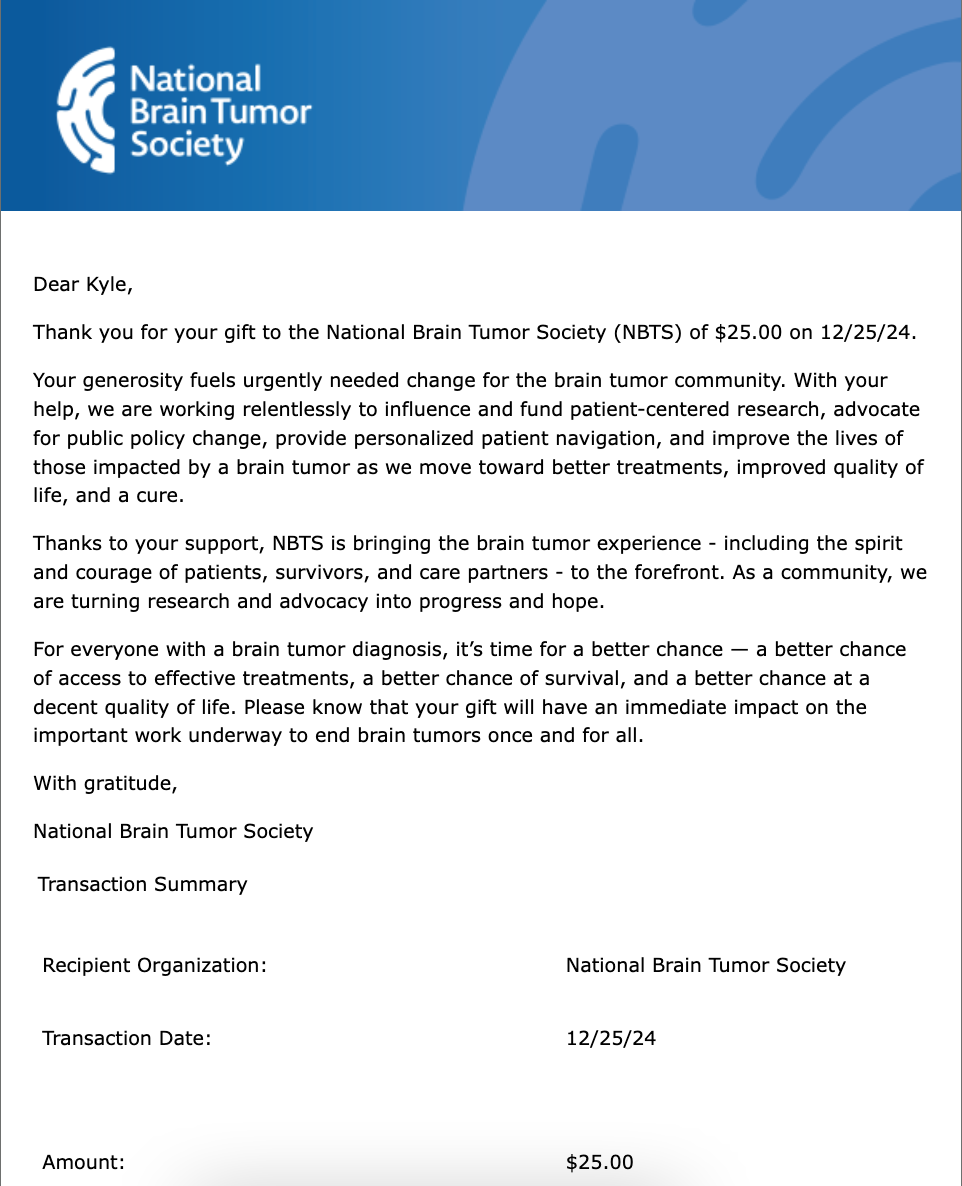 National
Brain Tumor
Society
Dear Kyle,
Thank you for your gift to the National Brain Tumor Society (NBTS) of $25.00 on 12/25/24.
Your generosity fuels urgently needed change for the brain tumor community. With your
help, we are working relentlessly to influence and fund patient-centered research, advocate
for public policy change, provide personalized patient navigation, and improve the lives of
those impacted by a brain tumor as we move toward better treatments, improved quality of
life, and a cure.
Thanks to your support, NBTS is bringing the brain tumor experience - including the spirit
and courage of patients, survivors, and care partners - to the forefront. As a community, we
are turning research and advocacy into progress and hope.
For everyone with a brain tumor diagnosis, it’s time for a better chance — a better chance
of access to effective treatments, a better chance of survival, and a better chance at a
decent quality of life. Please know that your gift will have an immediate impact on the
important work underway to end brain tumors once and for all.
With gratitude,
National Brain Tumor Society
Transaction Summary
Recipient Organization: National Brain Tumor Society
Transaction Date: 12/25/24
Amount: $25.00